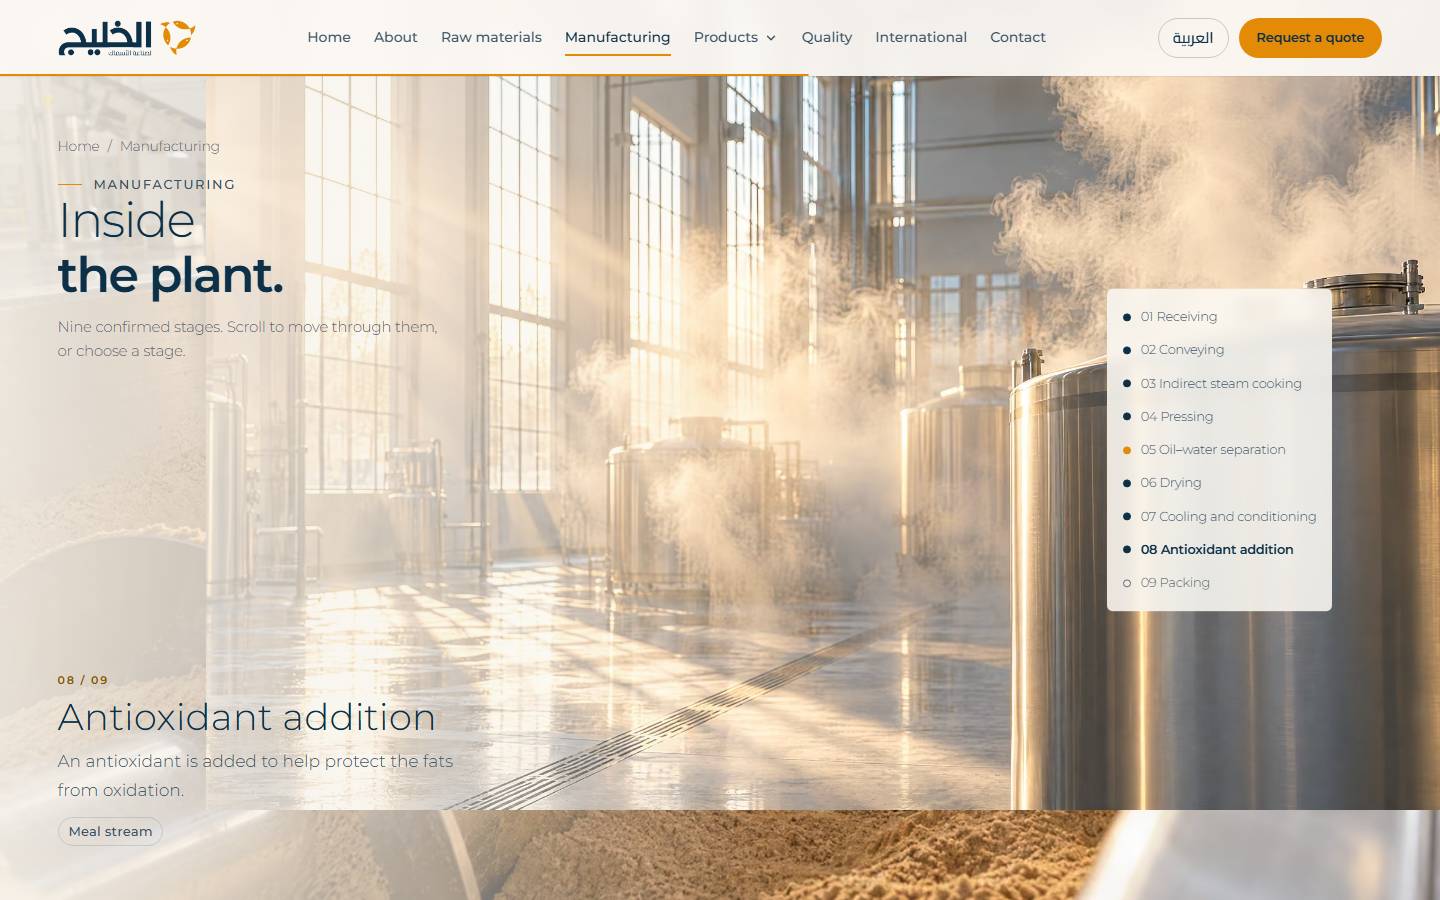 الخليج
لصناعة الأسماك
Home
About
Raw materials
Manufacturing
Products
Quality
International
Contact
العربية
Request a quote
Home / Manufacturing
MANUFACTURING
Inside
the plant.
Nine confirmed stages. Scroll to move through them,
or choose a stage.
01 Receiving
02 Conveying
03 Indirect steam cooking
04 Pressing
05 Oil–water separation
06 Drying
07 Cooling and conditioning
08 Antioxidant addition
09 Packing
08 / 09
Antioxidant addition
An antioxidant is added to help protect the fats
from oxidation.
Meal stream